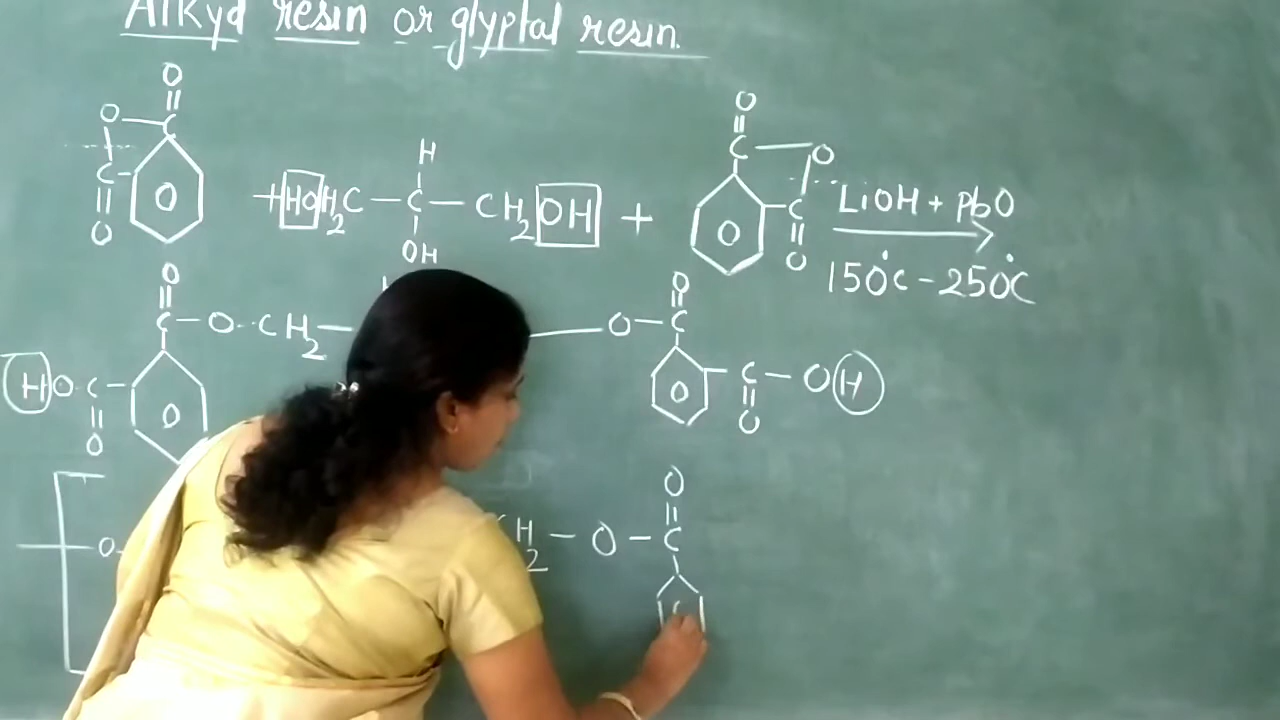 Alkyd resin or glyptal resin.
O O
O C H C O
C + HOH2C — C — CH2OH + C LiOH + PbO
O OH O 150°C - 250°C
O O
C — O - CH2 — O — C
HO C — C — OH
O O
O
O CH2 — O — C